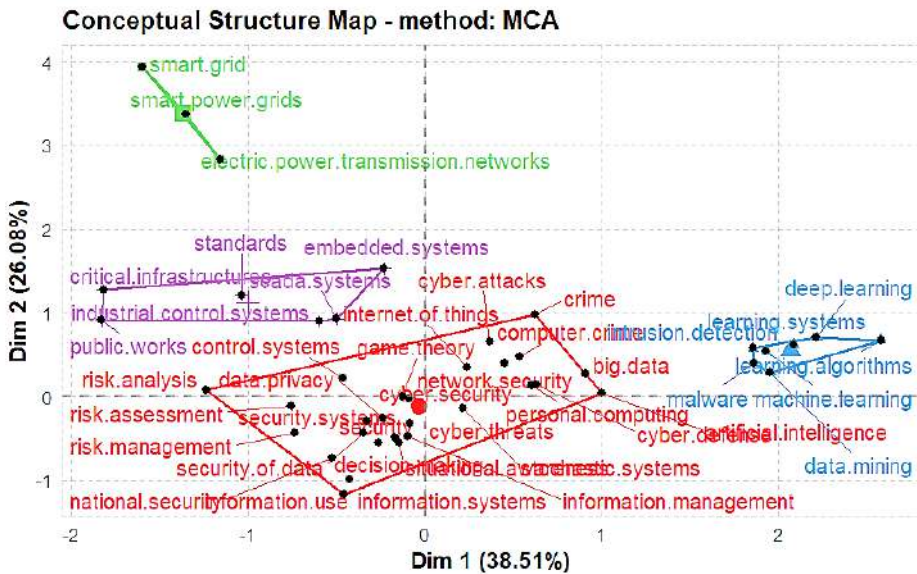 Conceptual Structure Map - method: MCA
4
smart.grid
smart.power.grids
3
electric.power.transmission.networks
2
standards
embedded.systems
critical.infrastructures
scada.systems
cyber.attacks
deep.learning
1
industrial.control.systems
internet.of.things
crime
learning.systems
public.works
control.systems
game.theory
computer.crime
intrusion.detection
risk.analysis
data.privacy
network.security
big.data
learning.algorithms
0
cyber.security
malware
machine.learning
risk.assessment
security.systems
security
personal.computing
risk.management
cyber.threats
cyber.defense
artificial.intelligence
security.of.data
decision.making
situational.awareness
stochastic.systems
data.mining
-1
national.security
information.use
information.systems
information.management
-2
-1
0
1
2
Dim 1 (38.51%)
Dim 2 (26.08%)